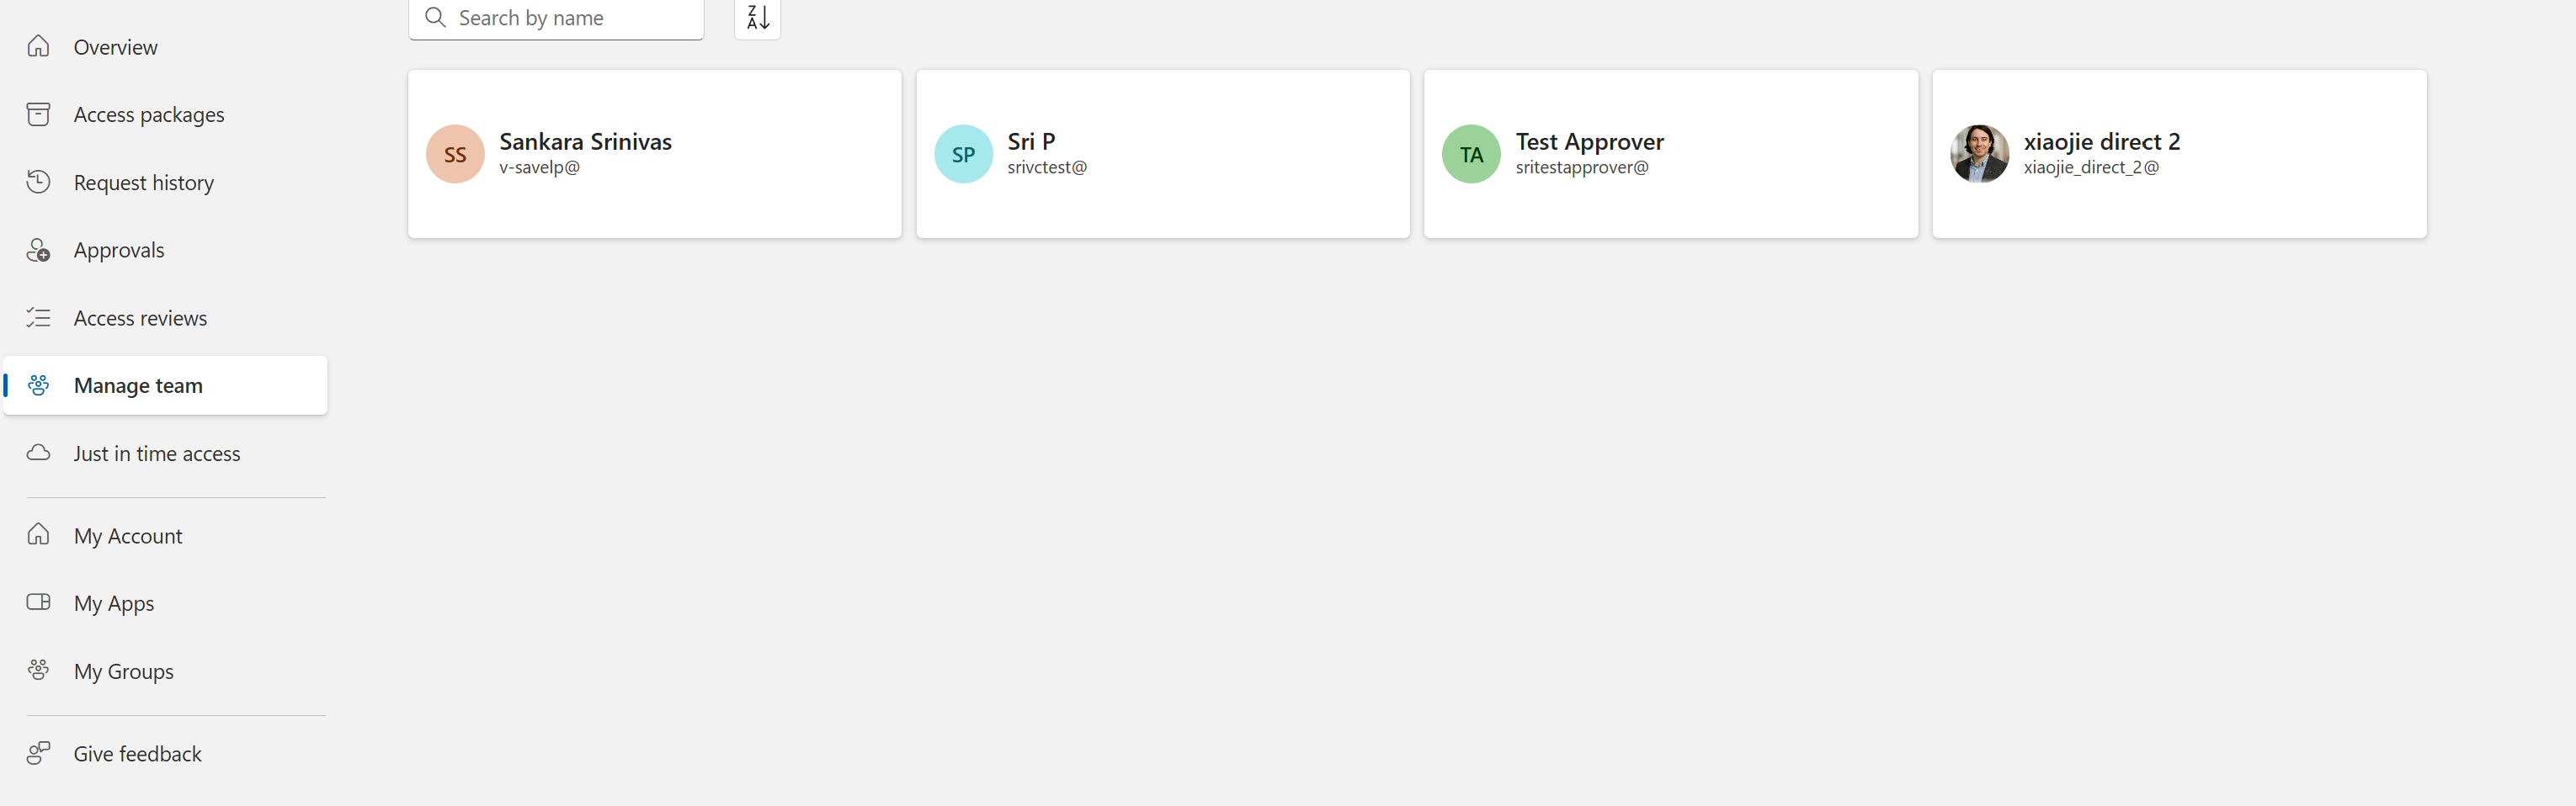 Search by name
Z
A
Overview
Access packages
Request history
Approvals
Access reviews
Manage team
Just in time access
My Account
My Apps
My Groups
Give feedback
SS
Sankara Srinivas
v-savelp@
SP
Sri P
srivctest@
TA
Test Approver
sritestapprover@
xiaojie direct 2
xiaojie_direct_2@